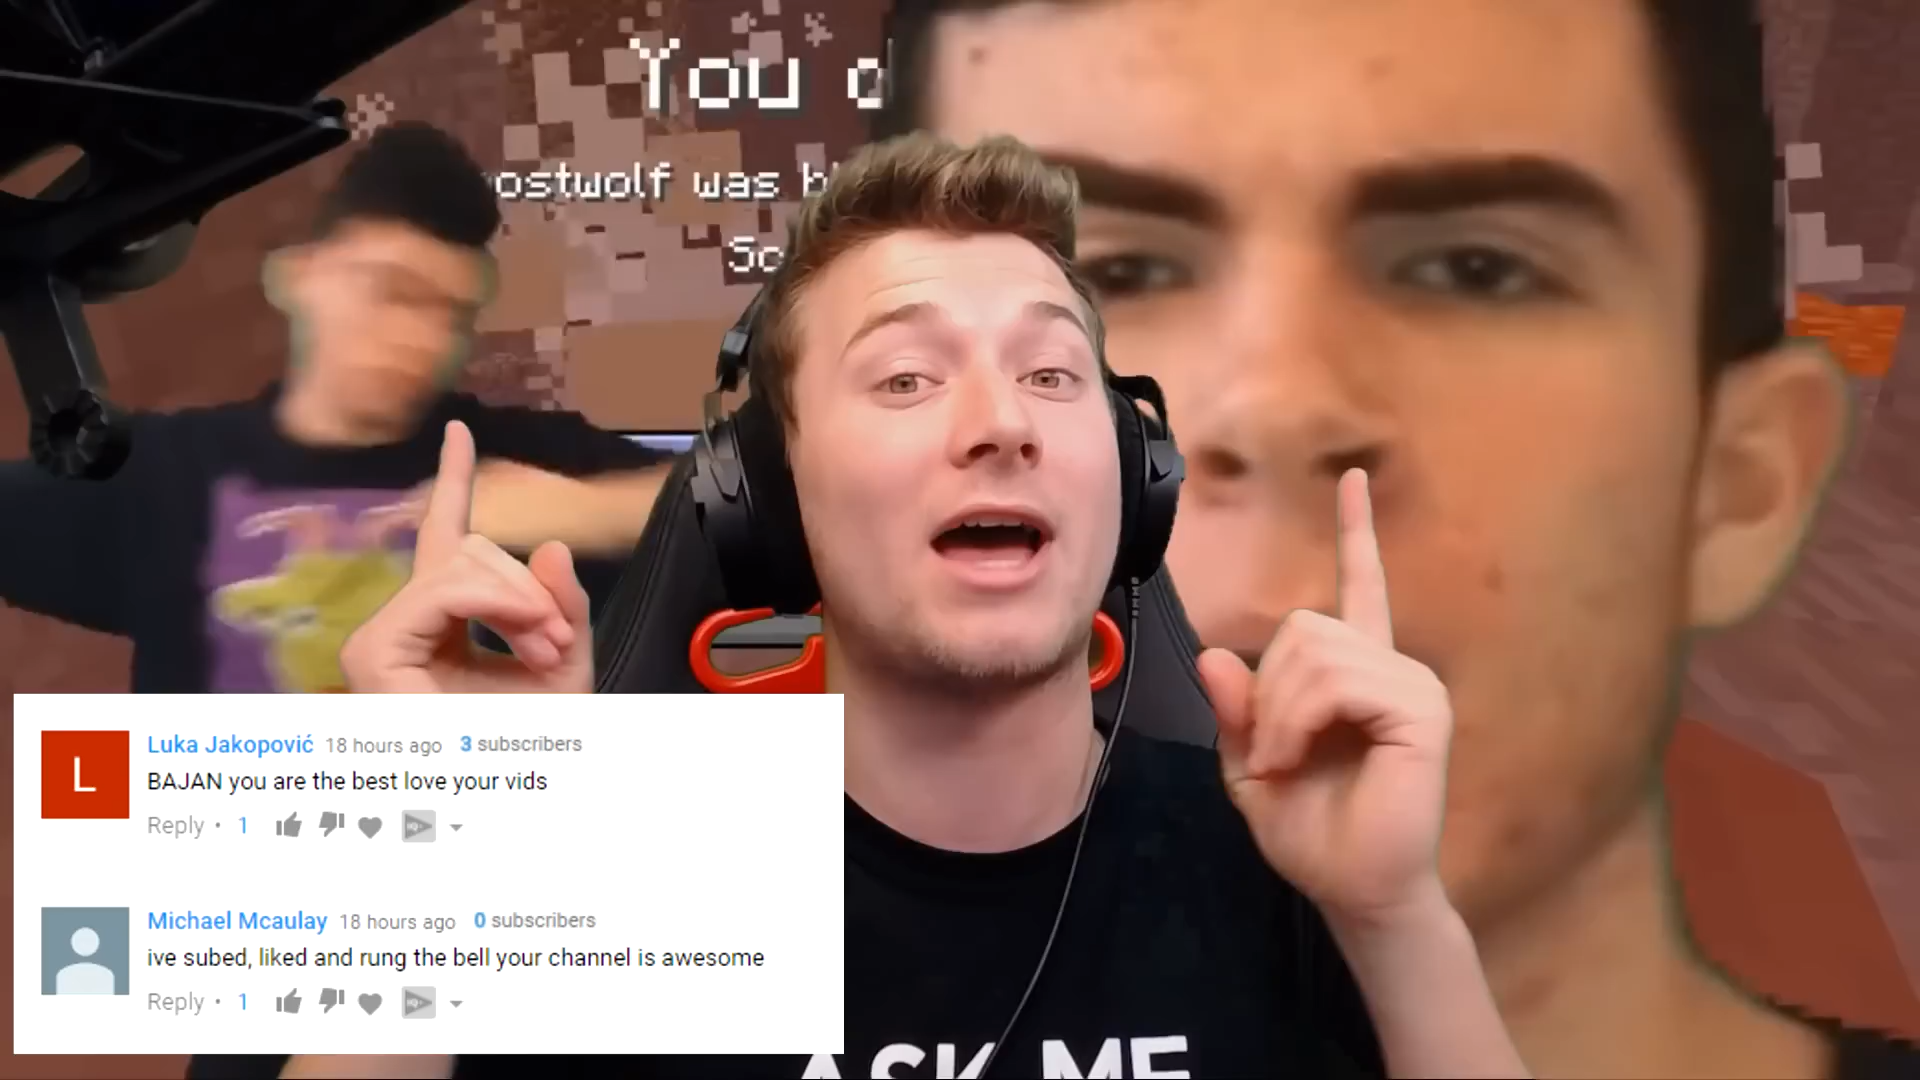 You
was
L
Luka Jakopović 18 hours ago 3 subscribers
BAJAN you are the best love your vids
Reply • 1
Michael Mcaulay 18 hours ago 0 subscribers
ive subed, liked and rung the bell your channel is awesome
Reply • 1
ASK ME